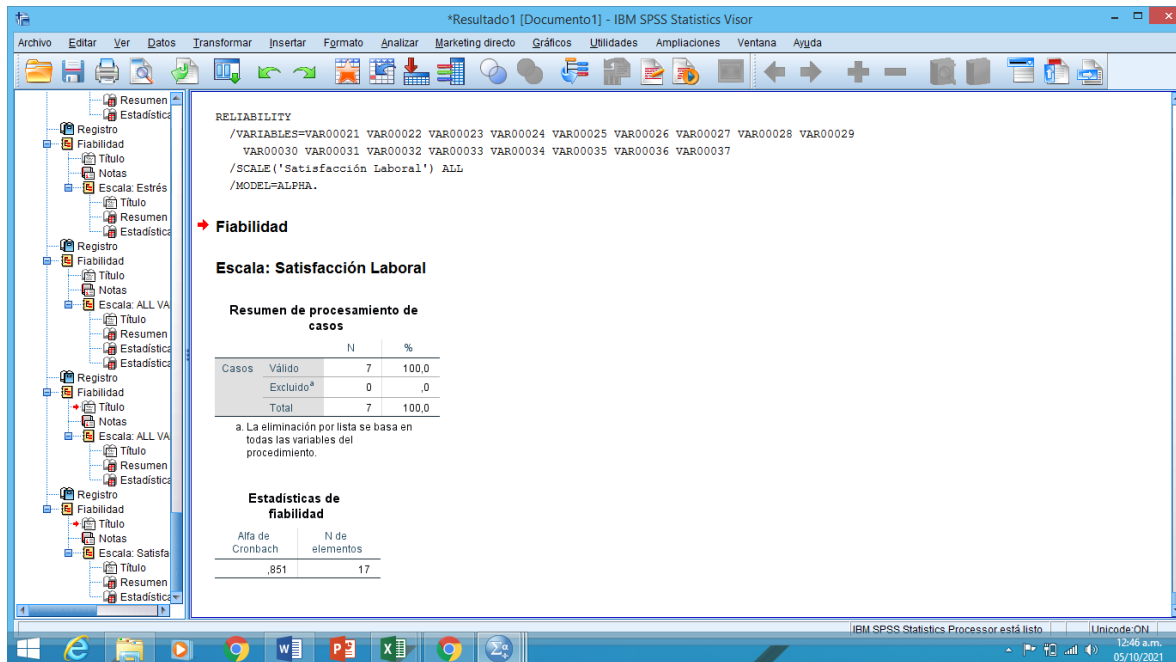 *Resultado1 [Documento1] - IBM SPSS Statistics Visor
Archivo Editar Ver Datos Transformar Insertar Formato Analizar Marketing directo Gráficos Utilidades Ampliaciones Ventana Ayuda
Resumen
Estadística
Registro
Fiabilidad
Título
Notas
Escala: Estrés
Título
Resumen
Estadística
Registro
Fiabilidad
Título
Notas
Escala: ALL VA
Título
Resumen
Estadística
Estadística
Registro
Fiabilidad
Título
Notas
Escala: ALL VA
Título
Resumen
Estadística
Registro
Fiabilidad
Título
Notas
Escala: Satisfa
Título
Resumen
Estadística
RELIABILITY
/VARIABLES=VAR00021 VAR00022 VAR00023 VAR00024 VAR00025 VAR00026 VAR00027 VAR00028 VAR00029
VAR00030 VAR00031 VAR00032 VAR00033 VAR00034 VAR00035 VAR00036 VAR00037
/SCALE('Satisfacción Laboral') ALL
/MODEL=ALPHA.
Fiabilidad
Escala: Satisfacción Laboral
Resumen de procesamiento de
casos
N %
Casos Válido 7 100,0
Excluidoª 0 ,0
Total 7 100,0
a. La eliminación por lista se basa en
todas las variables del
procedimiento.
Estadísticas de
fiabilidad
Alfa de N de
Cronbach elementos
,851 17
IBM SPSS Statistics Processor está listo Unicode:ON
12:46 a.m.
05/10/2021